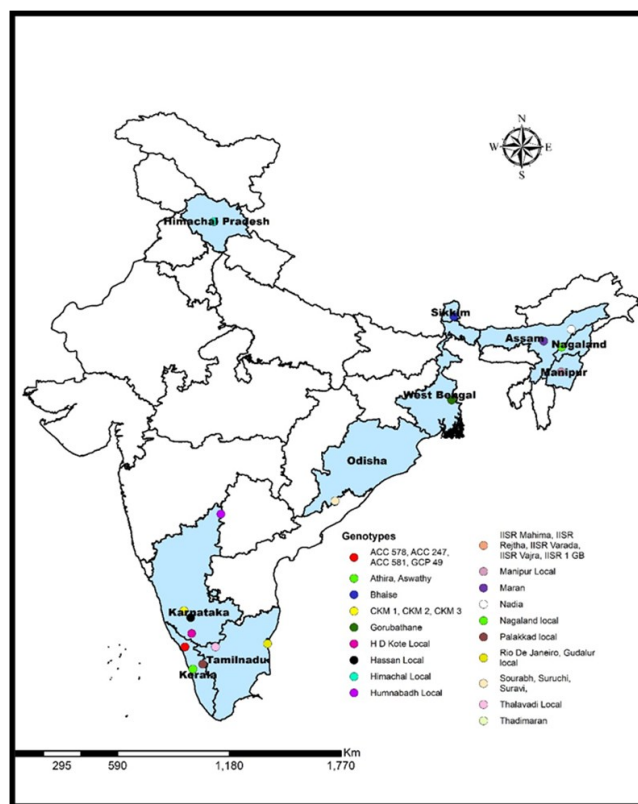 N
W E
S
Himachal Pradesh
Sikkim
Assam
Nagaland
Manipur
West Bengal
Odisha
Karnataka
Tamilnadu
Kerala
Genotypes
ACC 578, ACC 247,
ACC 581, GCP 49
Athira, Aswathy
Bhaise
CKM 1, CKM 2, CKM 3
Gorubathane
H D Kote Local
Hassan Local
Himachal Local
Humnabadh Local
IISR Mahima, IISR
Rejtha, IISR Varada,
IISR Vajra, IISR 1 GB
Manipur Local
Maran
Nadia
Nagaland local
Palakkad local
Rio De Janeiro, Gudalur
local
Sourabh, Suruchi,
Suravi,
Thalavadi Local
Thadimaran
Km
295 590 1,180 1,770